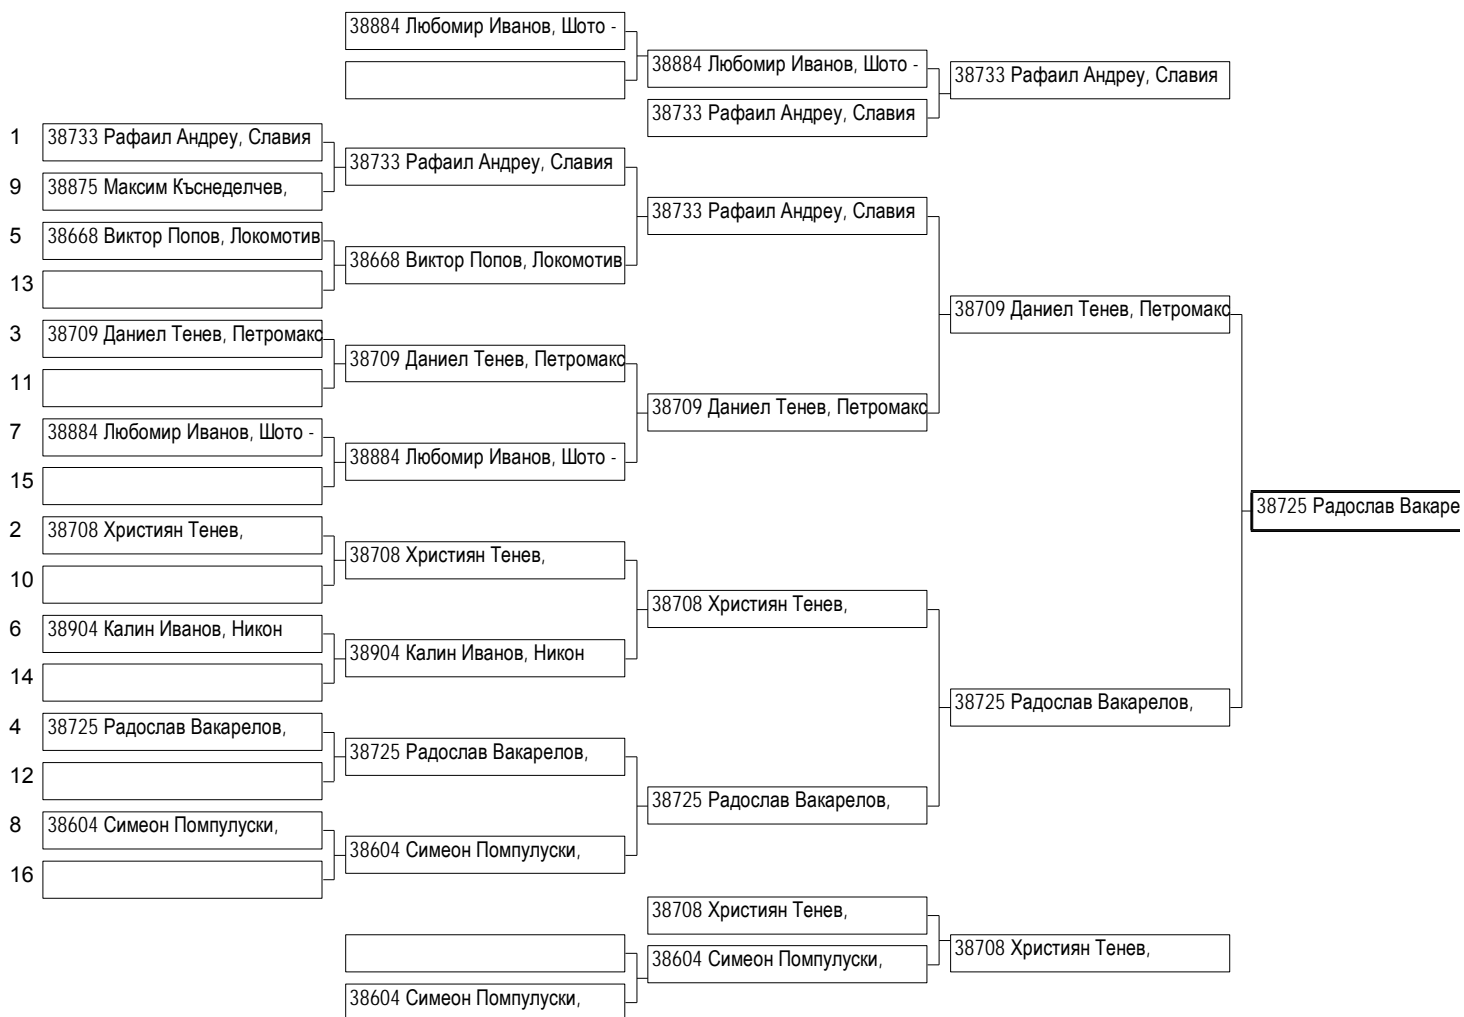 38884 Любомир Иванов, Шото -
38884 Любомир Иванов, Шото -
38733 Рафаил Андреу, Славия
38733 Рафаил Андреу, Славия
1 38733 Рафаил Андреу, Славия
38733 Рафаил Андреу, Славия
9 38875 Максим Къснеделчев,
38733 Рафаил Андреу, Славия
5 38668 Виктор Попов, Локомотив
38668 Виктор Попов, Локомотив
13
38709 Даниел Тенев, Петромакс
3 38709 Даниел Тенев, Петромакс
38709 Даниел Тенев, Петромакс
11
38709 Даниел Тенев, Петромакс
7 38884 Любомир Иванов, Шото -
38884 Любомир Иванов, Шото -
15
38725 Радослав Вакаре
2 38708 Християн Тенев,
38708 Християн Тенев,
10
38708 Християн Тенев,
6 38904 Калин Иванов, Никон
38904 Калин Иванов, Никон
14
38725 Радослав Вакарелов,
4 38725 Радослав Вакарелов,
38725 Радослав Вакарелов,
12
38725 Радослав Вакарелов,
8 38604 Симеон Помпулуски,
38604 Симеон Помпулуски,
16
38708 Християн Тенев,
38708 Християн Тенев,
38604 Симеон Помпулуски,
38604 Симеон Помпулуски,